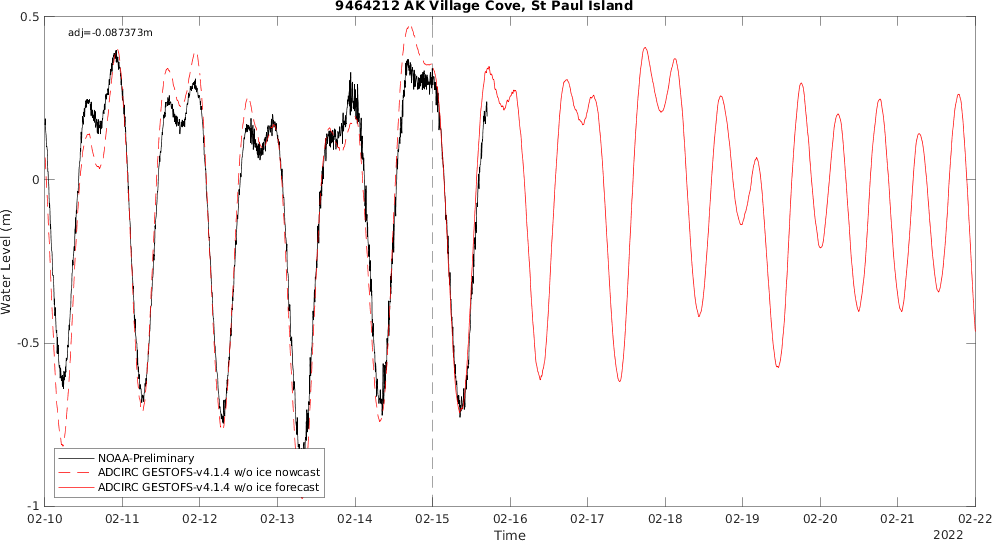 9464212 AK Village Cove, St Paul Island
adj=-0.087373m
0.5
0
-0.5
-1
Water Level (m)
NOAA-Preliminary
ADCIRC GESTOFS-v4.1.4 w/o ice nowcast
ADCIRC GESTOFS-v4.1.4 w/o ice forecast
02-10 02-11 02-12 02-13 02-14 02-15 02-16 02-17 02-18 02-19 02-20 02-21 02-22
Time
2022